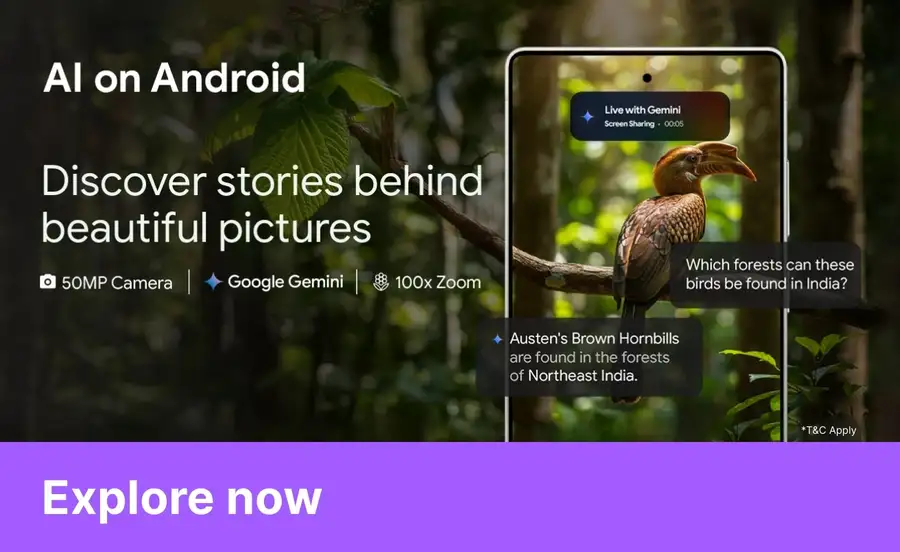 AI on Android
Discover stories behind
beautiful pictures
50MP Camera
Google Gemini
100x Zoom
Live with Gemini
Screen Sharing - 00:05
Which forests can these
birds be found in India?
Austen's Brown Hornbills
are found in the forests
of Northeast India.
*T&C Apply
Explore now